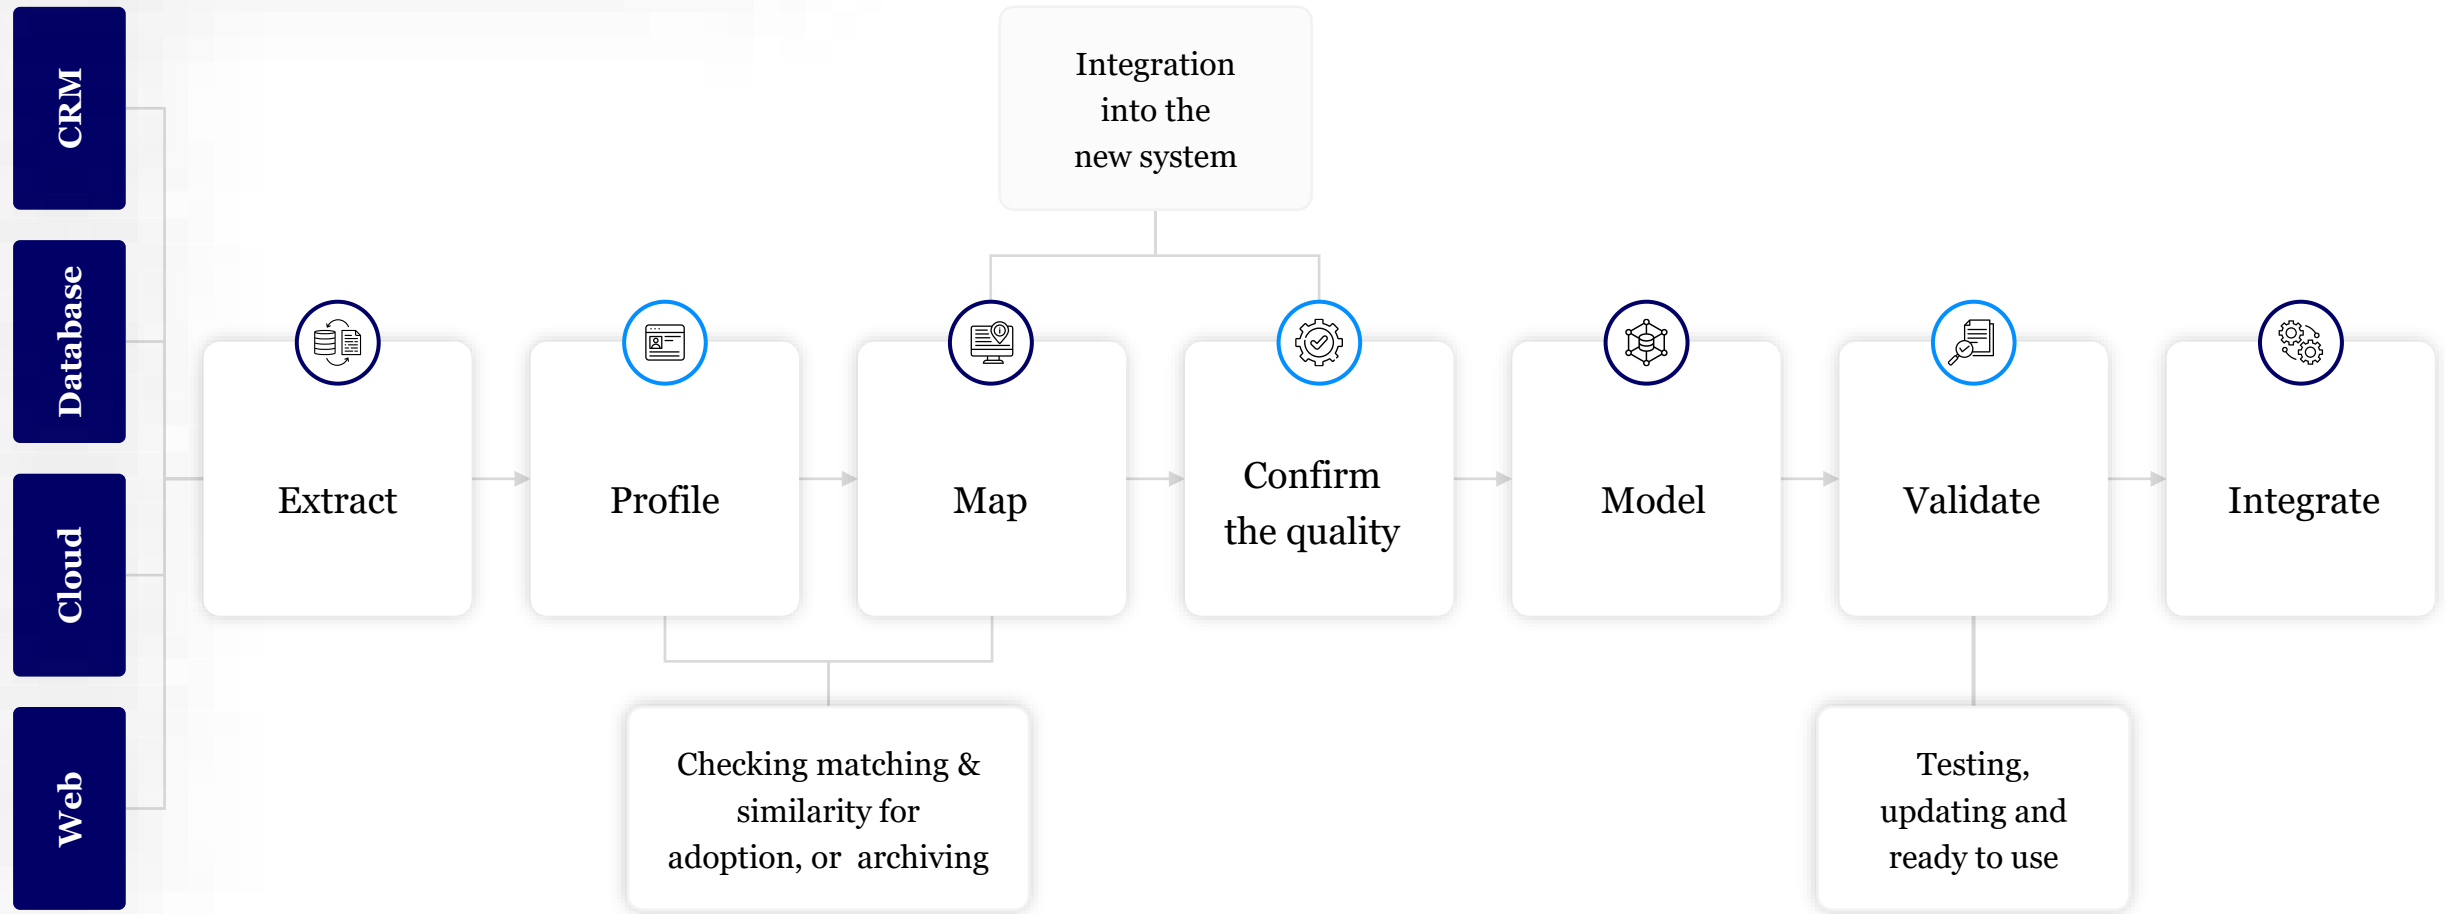 CRM
Database
Cloud
Web
Integration
into the
new system
Extract
Profile
Map
Confirm
the quality
Model
Validate
Integrate
Checking matching &
similarity for
adoption, or archiving
Testing,
updating and
ready to use